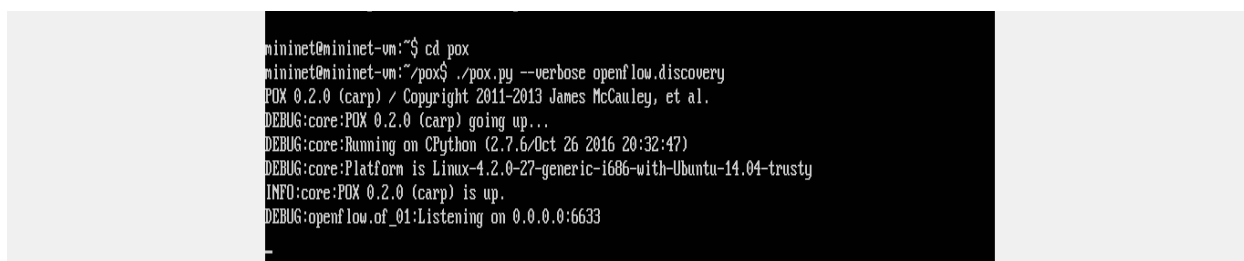 mininet@mininet-vm:~$ cd pox
mininet@mininet-vm:~/pox$ ./pox.py --verbose openflow.discovery
POX 0.2.0 (carp) / Copyright 2011-2013 James McCauley, et al.
DEBUG:core:POX 0.2.0 (carp) going up...
DEBUG:core:Running on CPython (2.7.6/Oct 26 2016 20:32:47)
DEBUG:core:Platform is Linux-4.2.0-27-generic-i686-with-Ubuntu-14.04-trusty
INFO:core:POX 0.2.0 (carp) is up.
DEBUG:openflow.of_01:Listening on 0.0.0.0:6633